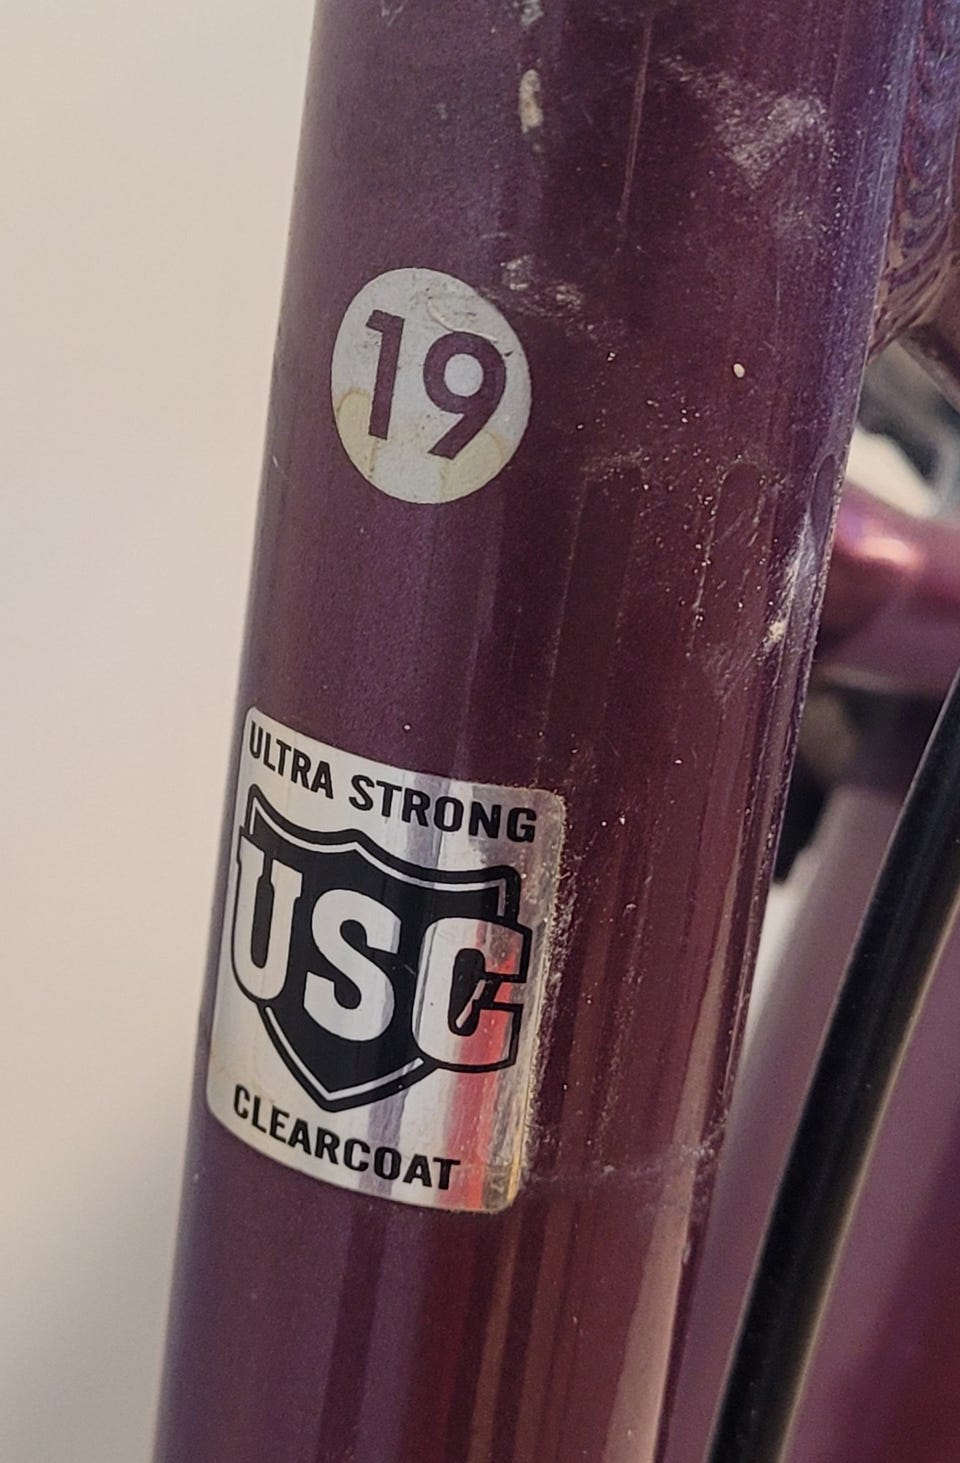 19
ULTRA STRONG
USC
CLEARCOAT